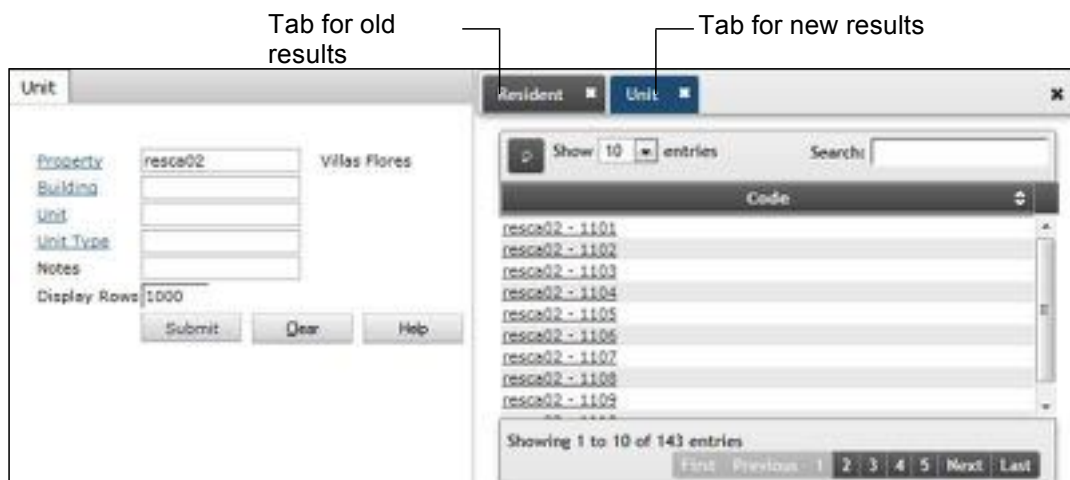 Tab for old
results
Tab for new results
Unit
Property resca02 Villas Flores
Building
Unit
Unit Type
Notes
Display Rows 1000
Submit Clear Help
Resident Unit
Show 10 entries Search:
Code
resca02 - 1101
resca02 - 1102
resca02 - 1103
resca02 - 1104
resca02 - 1105
resca02 - 1106
resca02 - 1107
resca02 - 1108
resca02 - 1109
Showing 1 to 10 of 143 entries
First Previous 1 2 3 4 5 Next Last